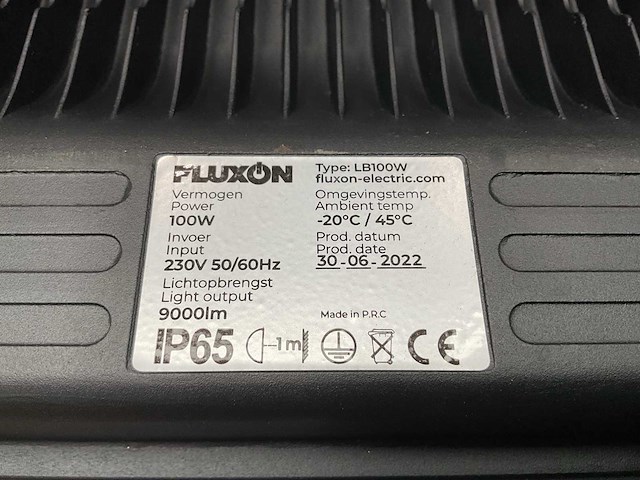 FLUXON
Vermogen
Power
100W
Invoer
Input
230V 50/60Hz
Lichtopbrengst
Light output
9000lm
Type: LB100W
fluxon-electric.com
Omgevingstemp.
Ambient temp
-20°C / 45°C
Prod. datum
Prod. date
30-06-2022
Made in P.R.C
IP65 1m CE